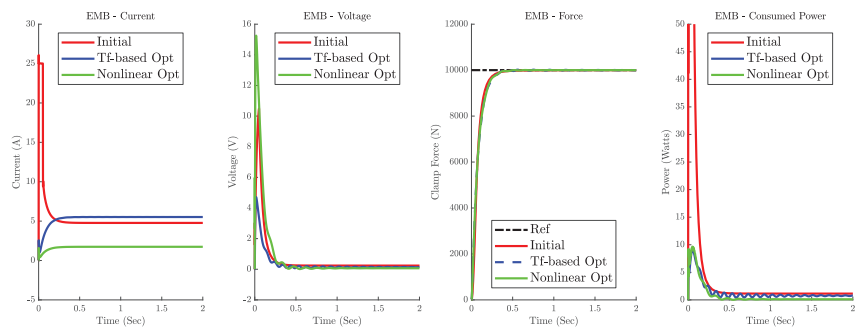 EMB - Current
30
25
20
15
10
5
0
-5
Current (A)
0
0.5
1
1.5
2
Time (Sec)
Initial
Tf-based Opt
Nonlinear Opt
EMB - Voltage
16
14
12
10
8
6
4
2
0
-2
Voltage (V)
0
0.5
1
1.5
2
Time (Sec)
Initial
Tf-based Opt
Nonlinear Opt
EMB - Force
12000
10000
8000
6000
4000
2000
0
Clamp Force (N)
0
0.5
1
1.5
2
Time (Sec)
Ref
Initial
Tf-based Opt
Nonlinear Opt
EMB - Consumed Power
50
45
40
35
30
25
20
15
10
5
0
Power (Watts)
0
0.5
1
1.5
2
Time (Sec)
Initial
Tf-based Opt
Nonlinear Opt